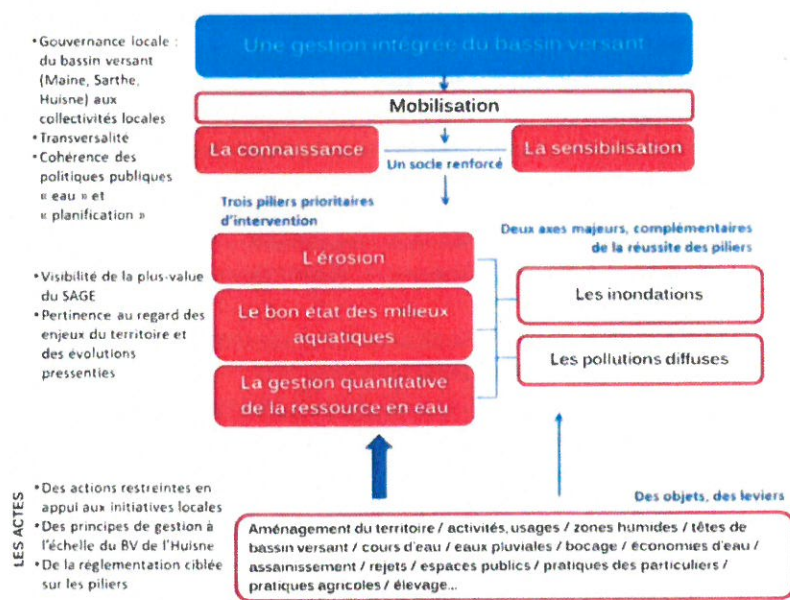 Une gestion intégrée du bassin versant
• Gouvernance locale :
du bassin versant
(Maine, Sarthe,
Huisne) aux
collectivités locales
• Transversalité
• Cohérence des
politiques publiques
« eau » et
« planification »
Mobilisation
La connaissance
Un socle renforcé
La sensibilisation
Trois piliers prioritaires
d'intervention
Deux axes majeurs, complémentaires
de la réussite des piliers
• Visibilité de la plus-value
du SAGE
• Pertinence au regard des
enjeux du territoire et
des évolutions
pressenties
L'érosion
Le bon état des milieux
aquatiques
La gestion quantitative
de la ressource en eau
Les inondations
Les pollutions diffuses
LES ACTES
• Des actions restreintes en
appui aux initiatives locales
• Des principes de gestion à
l'échelle du BV de l'Huisne
• De la réglementation ciblée
sur les piliers
Des objets, des leviers
Aménagement du territoire / activités, usages / zones humides / têtes de
bassin versant / cours d'eau / eaux pluviales / bocage / économies d'eau /
assainissement / rejets / espaces publics / pratiques des particuliers /
pratiques agricoles / élevage...